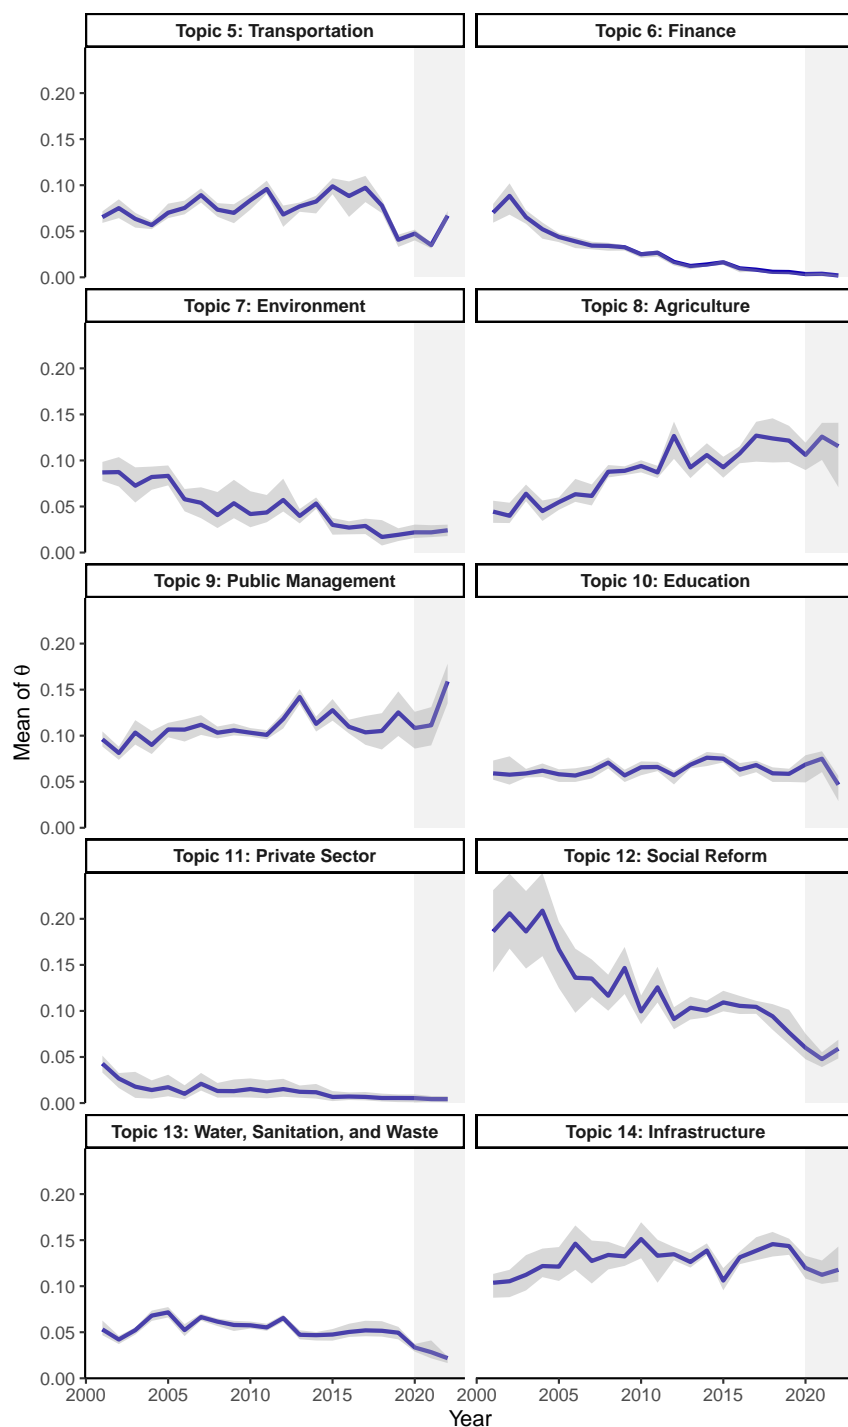 Topic 5: Transportation
Topic 6: Finance
0.20
0.15
0.10
0.05
0.00
Topic 7: Environment
Topic 8: Agriculture
0.20
0.15
0.10
0.05
0.00
Topic 9: Public Management
Topic 10: Education
0.20
0.15
0.10
0.05
0.00
Mean of θ
Topic 11: Private Sector
Topic 12: Social Reform
0.20
0.15
0.10
0.05
0.00
Topic 13: Water, Sanitation, and Waste
Topic 14: Infrastructure
0.20
0.15
0.10
0.05
0.00
2000 2005 2010 2015 2020 2000 2005 2010 2015 2020
Year